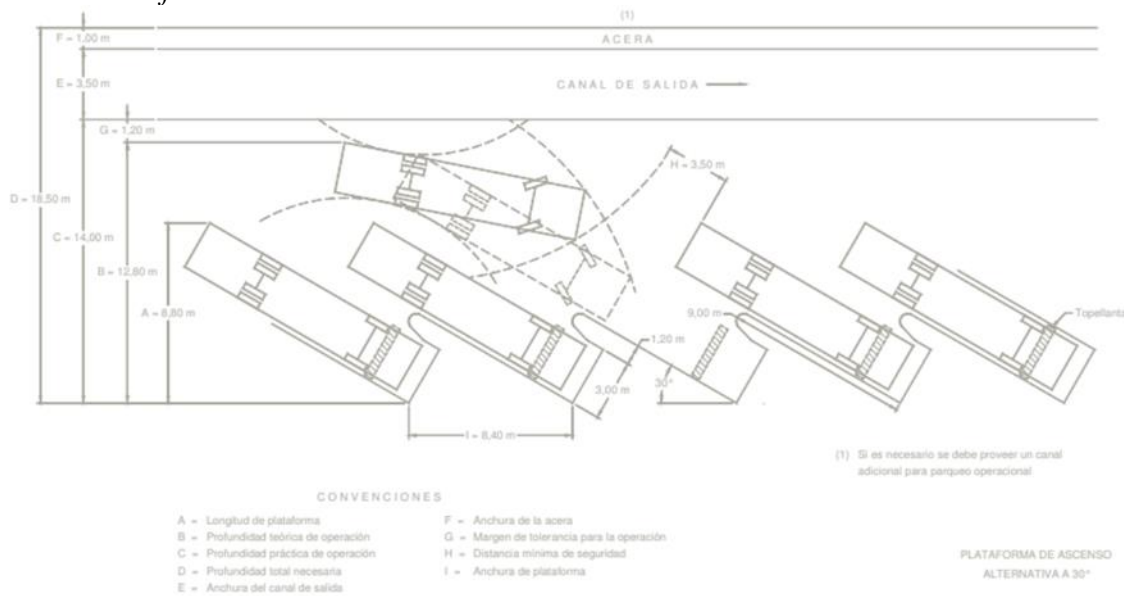 (1)
F = 1,00 m
ACERA
E = 3,50 m
CANAL DE SALIDA
G = 1,20 m
H = 3,50 m
D = 18,50 m
C = 14,00 m
B = 12,80 m
A = 8,80 m
9,00 m
Topellanta
1,20 m
3,00 m
30°
I = 8,40 m
(1) Si es necesario se debe proveer un canal
adicional para parqueo operacional
CONVENCIONES
A = Longitud de plataforma
B = Profundidad teórica de operación
C = Profundidad práctica de operación
D = Profundidad total necesaria
E = Anchura del canal de salida
F = Anchura de la acera
G = Margen de tolerancia para la operación
H = Distancia mínima de seguridad
I = Anchura de plataforma
PLATAFORMA DE ASCENSO
ALTERNATIVA A 30°